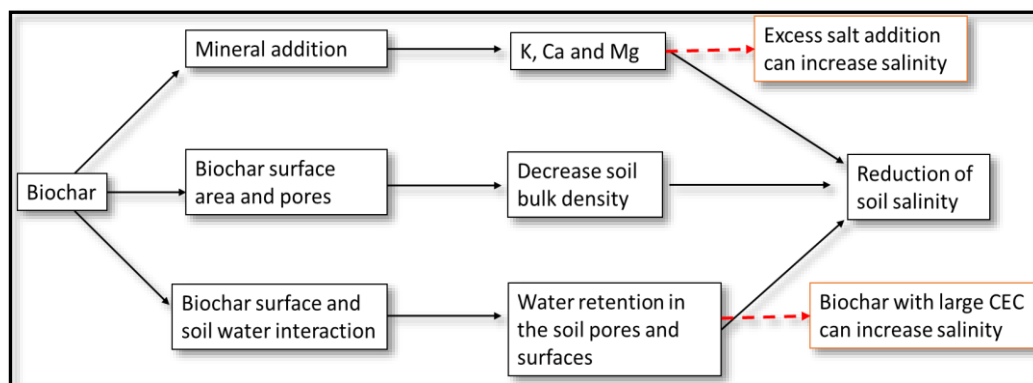 Mineral addition
K, Ca and Mg
Excess salt addition
can increase salinity
Biochar
Biochar surface
area and pores
Decrease soil
bulk density
Reduction of
soil salinity
Biochar surface and
soil water interaction
Water retention in
the soil pores and
surfaces
Biochar with large CEC
can increase salinity